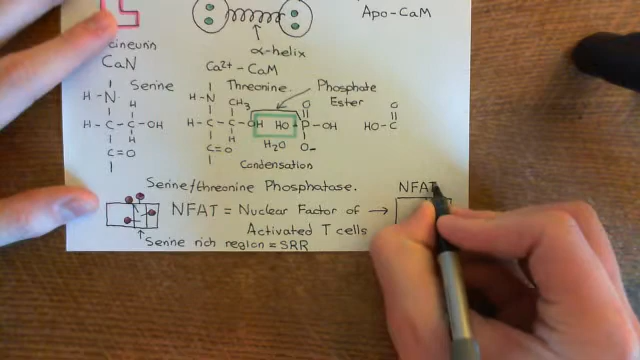 Apo-CaM
α-helix
CaN
Ca2+-CaM
Serine
Threonine
Phosphate
Ester
H-N
H-N
CH3
O
O
H-C-C-OH
H-C-C-OH HO-P-OH
HO-C
H
H
H2O
O-
C=O
C=O
Condensation
Serine/threonine Phosphatase.
NFAT
NFAT = Nuclear Factor of →
Activated T cells
Serine rich region = SRR